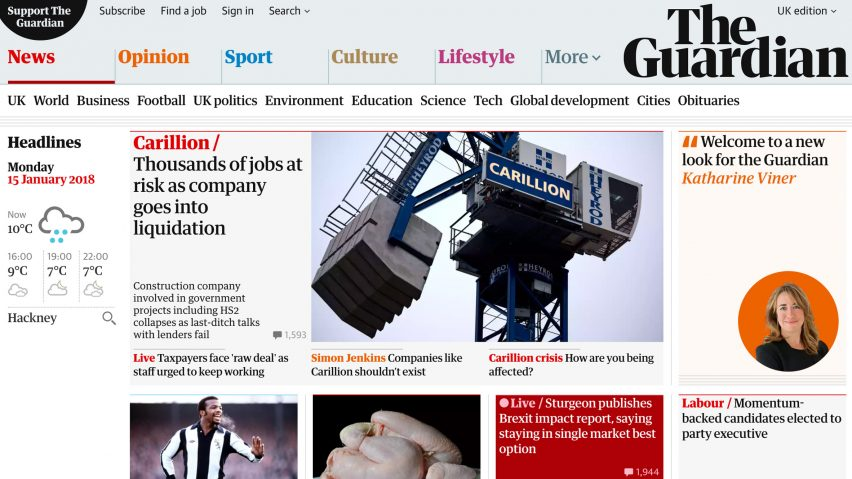 Support The
Guardian
Subscribe
Find a job
Sign in
Search
UK edition
The
Guardian
News
Opinion
Sport
Culture
Lifestyle
More
UK World Business Football UK politics Environment Education Science Tech Global development Cities Obituaries
Headlines
Monday
15 January 2018
Now
10°C
16:00
19:00
22:00
9°C
7°C
7°C
Hackney
Carillion /
Thousands of jobs at
risk as company
goes into
liquidation
Construction company
involved in government
projects including HS2
collapses as last-ditch talks
with lenders fail
1,593
HEYROD
H
CARILLION
HEYROD
HEYROD
Live Taxpayers face 'raw deal' as
staff urged to keep working
Simon Jenkins Companies like
Carillion shouldn't exist
Carillion crisis How are you being
affected?
Welcome to a new
look for the Guardian
Katharine Viner
Live / Sturgeon publishes
Brexit impact report, saying
staying in single market best
option
1,944
Labour / Momentum-
backed candidates elected to
party executive